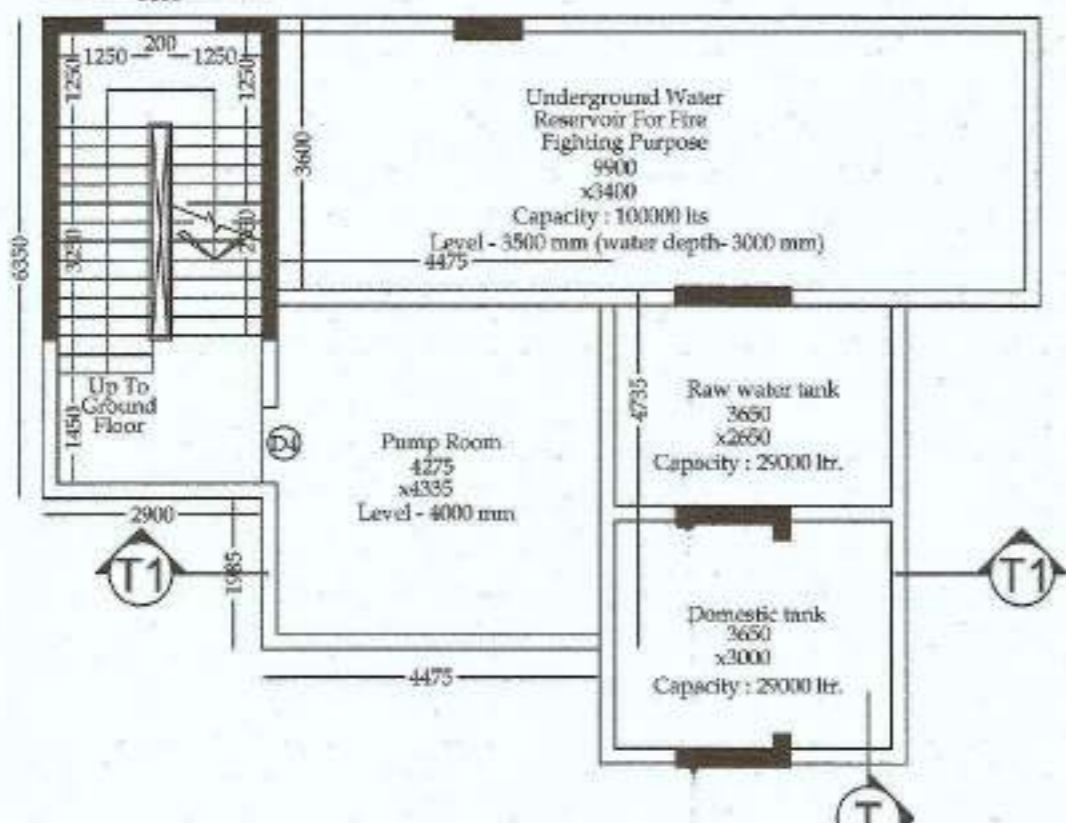 200
1250
1250
1250
1250
3600
Underground Water
Reservoir For Fire
Fighting Purpose
9900
x3400
Capacity : 100000 lts
Level - 3500 mm (water depth- 3000 mm)
4475
6350
3250
Up To
Ground
Floor
1450
D4
Pump Room
4275
x4335
Level - 4000 mm
4735
Raw water tank
3650
x2650
Capacity : 29000 ltr.
2900
1985
T1
T1
Domestic tank
3650
x3000
Capacity : 29000 ltr.
4475
T